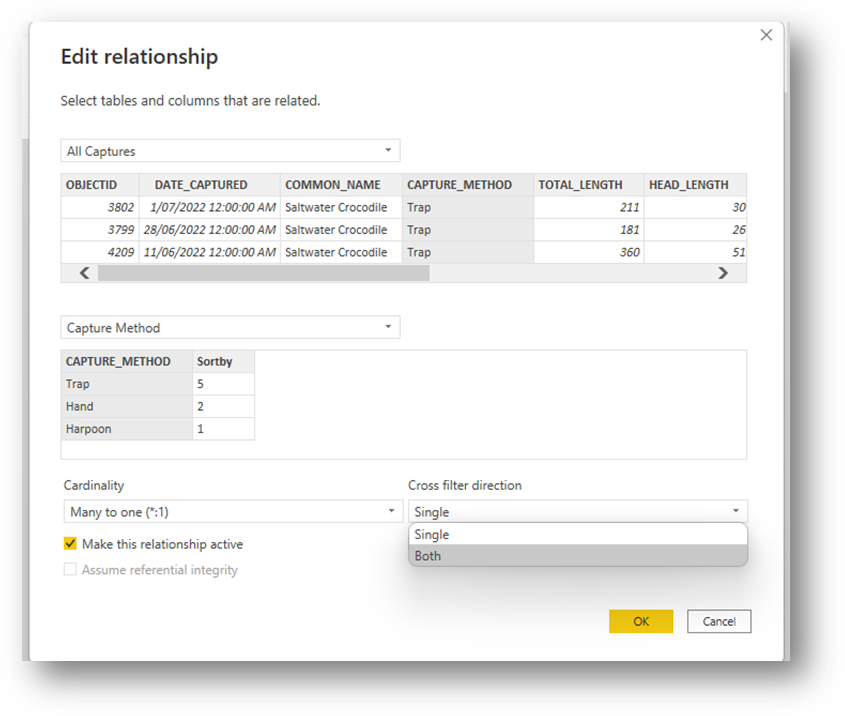 Edit relationship
Select tables and columns that are related.
All Captures
OBJECTID DATE_CAPTURED COMMON_NAME CAPTURE_METHOD TOTAL_LENGTH HEAD_LENGTH
3802 1/07/2022 12:00:00 AM Saltwater Crocodile Trap 211 30
3799 28/06/2022 12:00:00 AM Saltwater Crocodile Trap 181 26
4209 11/06/2022 12:00:00 AM Saltwater Crocodile Trap 360 51
Capture Method
CAPTURE_METHOD Sortby
Trap 5
Hand 2
Harpoon 1
Cardinality Cross filter direction
Many to one (*:1) Single
Single
Make this relationship active
Both
Assume referential integrity
OK Cancel